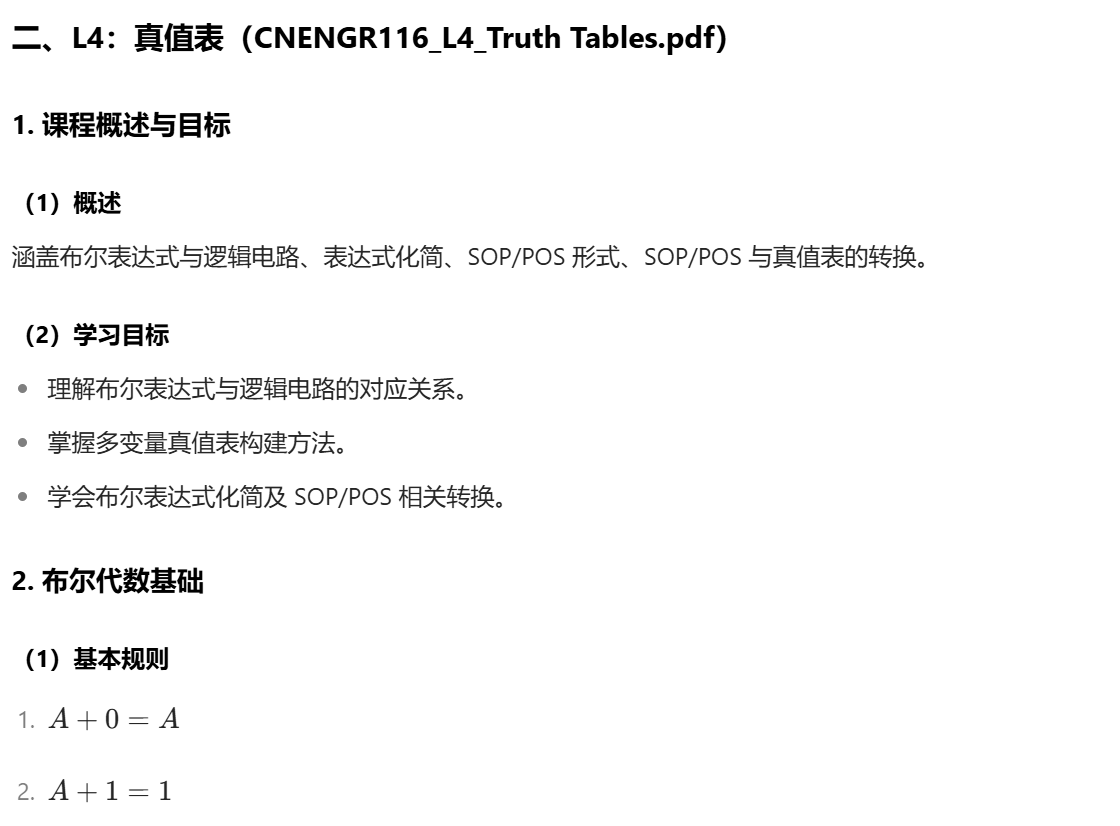 二、L4：真值表（CNENGR116_L4_Truth Tables.pdf）
1. 课程概述与目标
（1）概述
涵盖布尔表达式与逻辑电路、表达式化简、SOP/POS 形式、SOP/POS 与真值表的转换。
（2）学习目标
• 理解布尔表达式与逻辑电路的对应关系。
• 掌握多变量真值表构建方法。
• 学会布尔表达式化简及 SOP/POS 相关转换。
2. 布尔代数基础
（1）基本规则
1. A + 0 = A
2. A + 1 = 1